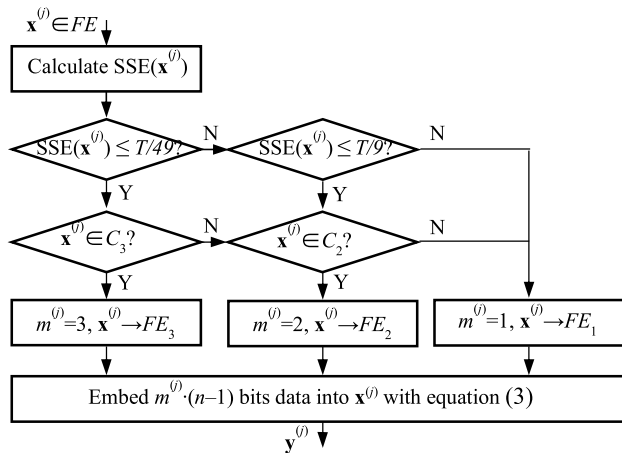 x^(j)∈FE
Calculate SSE(x^(j))
SSE(x^(j)) ≤ T/49?
N
SSE(x^(j)) ≤ T/9?
N
Y
Y
x^(j)∈C_3?
N
x^(j)∈C_2?
N
Y
Y
m^(j)=3, x^(j)→FE_3
m^(j)=2, x^(j)→FE_2
m^(j)=1, x^(j)→FE_1
Embed m^(j)·(n–1) bits data into x^(j) with equation (3)
y^(j)